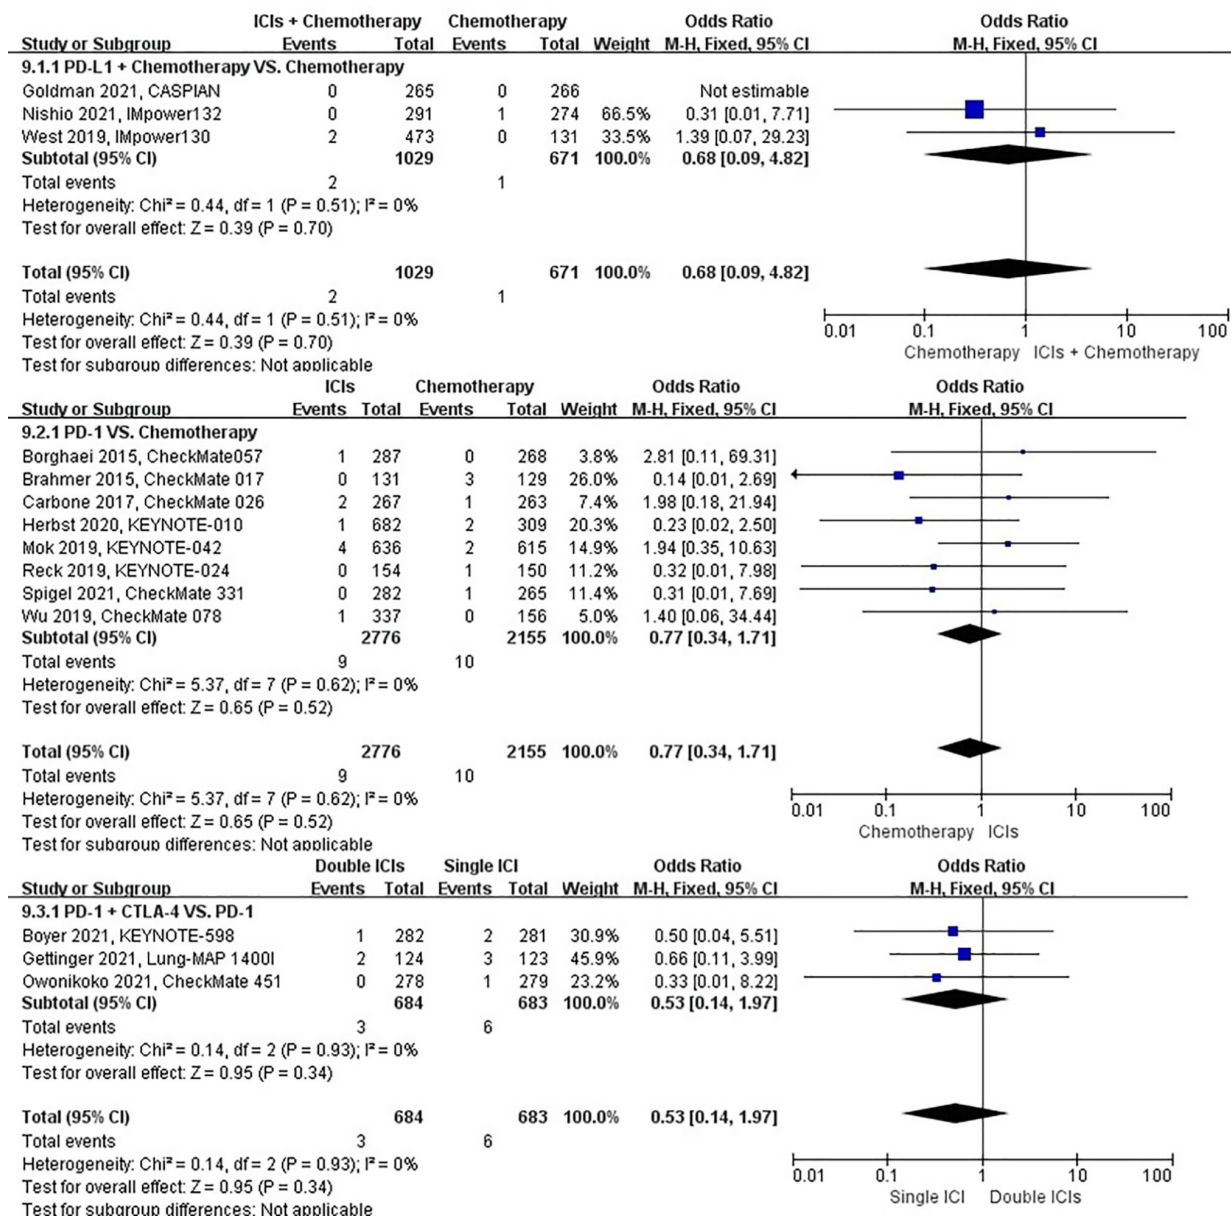 ICIs + Chemotherapy Chemotherapy Odds Ratio Odds Ratio
Study or Subgroup Events Total Events Total Weight M-H, Fixed, 95% CI M-H, Fixed, 95% CI
9.1.1 PD-L1 + Chemotherapy VS. Chemotherapy
Goldman 2021, CASPIAN 0 265 0 266 Not estimable
Nishio 2021, IMpower132 0 291 1 274 66.5% 0.31 [0.01, 7.71]
West 2019, IMpower130 2 473 0 131 33.5% 1.39 [0.07, 29.23]
Subtotal (95% CI) 1029 671 100.0% 0.68 [0.09, 4.82]
Total events 2 1
Heterogeneity: Chi² = 0.44, df = 1 (P = 0.51); I² = 0%
Test for overall effect: Z = 0.39 (P = 0.70)
Total (95% CI) 1029 671 100.0% 0.68 [0.09, 4.82]
Total events 2 1
Heterogeneity: Chi² = 0.44, df = 1 (P = 0.51); I² = 0%
Test for overall effect: Z = 0.39 (P = 0.70)
Test for subgroup differences: Not applicable
0.01 0.1 1 10 100
Chemotherapy ICIs + Chemotherapy
ICIs Chemotherapy Odds Ratio Odds Ratio
Study or Subgroup Events Total Events Total Weight M-H, Fixed, 95% CI M-H, Fixed, 95% CI
9.2.1 PD-1 VS. Chemotherapy
Borghaei 2015, CheckMate057 1 287 0 268 3.8% 2.81 [0.11, 69.31]
Brahmer 2015, CheckMate 017 0 131 3 129 26.0% 0.14 [0.01, 2.69]
Carbone 2017, CheckMate 026 2 267 1 263 7.4% 1.98 [0.18, 21.94]
Herbst 2020, KEYNOTE-010 1 682 2 309 20.3% 0.23 [0.02, 2.50]
Mok 2019, KEYNOTE-042 4 636 2 615 14.9% 1.94 [0.35, 10.63]
Reck 2019, KEYNOTE-024 0 154 1 150 11.2% 0.32 [0.01, 7.98]
Spigel 2021, CheckMate 331 0 282 1 265 11.4% 0.31 [0.01, 7.69]
Wu 2019, CheckMate 078 1 337 0 156 5.0% 1.40 [0.06, 34.44]
Subtotal (95% CI) 2776 2155 100.0% 0.77 [0.34, 1.71]
Total events 9 10
Heterogeneity: Chi² = 5.37, df = 7 (P = 0.62); I² = 0%
Test for overall effect: Z = 0.65 (P = 0.52)
Total (95% CI) 2776 2155 100.0% 0.77 [0.34, 1.71]
Total events 9 10
Heterogeneity: Chi² = 5.37, df = 7 (P = 0.62); I² = 0%
Test for overall effect: Z = 0.65 (P = 0.52)
Test for subgroup differences: Not applicable
0.01 0.1 1 10 100
Chemotherapy ICIs
Double ICIs Single ICI Odds Ratio Odds Ratio
Study or Subgroup Events Total Events Total Weight M-H, Fixed, 95% CI M-H, Fixed, 95% CI
9.3.1 PD-1 + CTLA-4 VS. PD-1
Boyer 2021, KEYNOTE-598 1 282 2 281 30.9% 0.50 [0.04, 5.51]
Gettinger 2021, Lung-MAP 1400I 2 124 3 123 45.9% 0.66 [0.11, 3.99]
Owonikoko 2021, CheckMate 451 0 278 1 279 23.2% 0.33 [0.01, 8.22]
Subtotal (95% CI) 684 683 100.0% 0.53 [0.14, 1.97]
Total events 3 6
Heterogeneity: Chi² = 0.14, df = 2 (P = 0.93); I² = 0%
Test for overall effect: Z = 0.95 (P = 0.34)
Total (95% CI) 684 683 100.0% 0.53 [0.14, 1.97]
Total events 3 6
Heterogeneity: Chi² = 0.14, df = 2 (P = 0.93); I² = 0%
Test for overall effect: Z = 0.95 (P = 0.34)
Test for subgroup differences: Not applicable
0.01 0.1 1 10 100
Single ICI Double ICIs